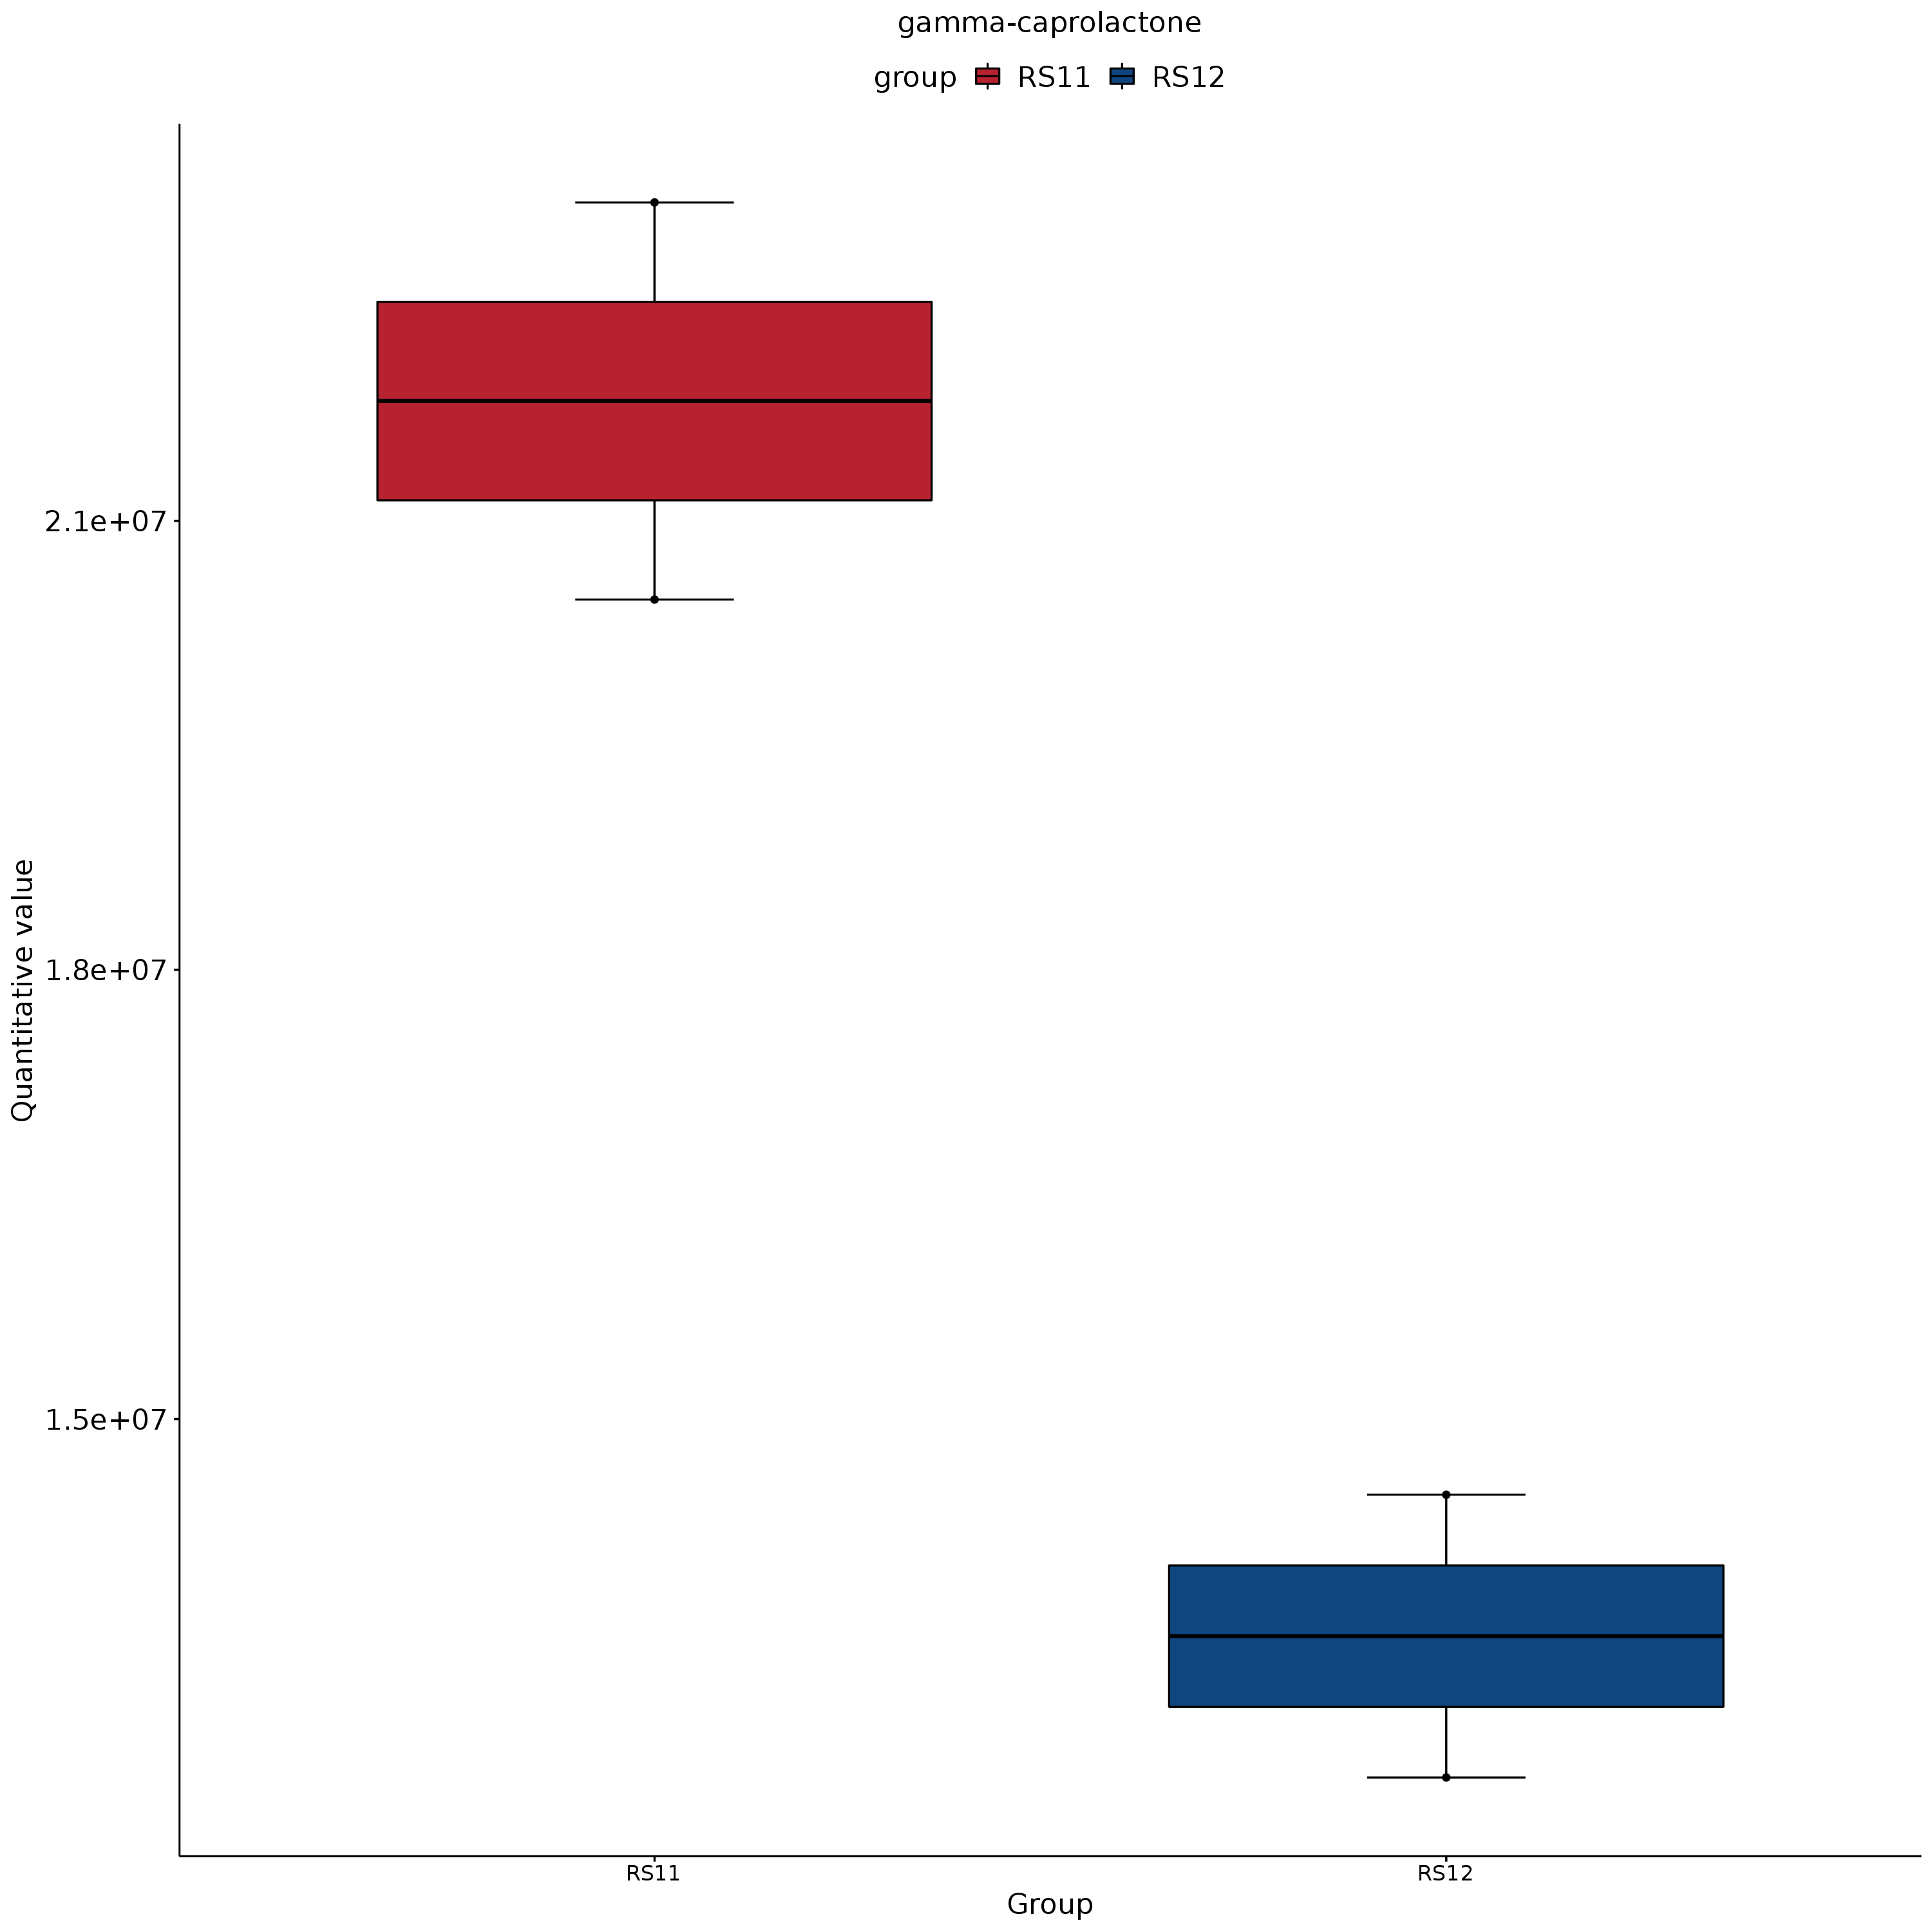 gamma-caprolactone
group RS11 RS12
Quantitative value
2.1e+07
1.8e+07
1.5e+07
RS11 RS12
Group